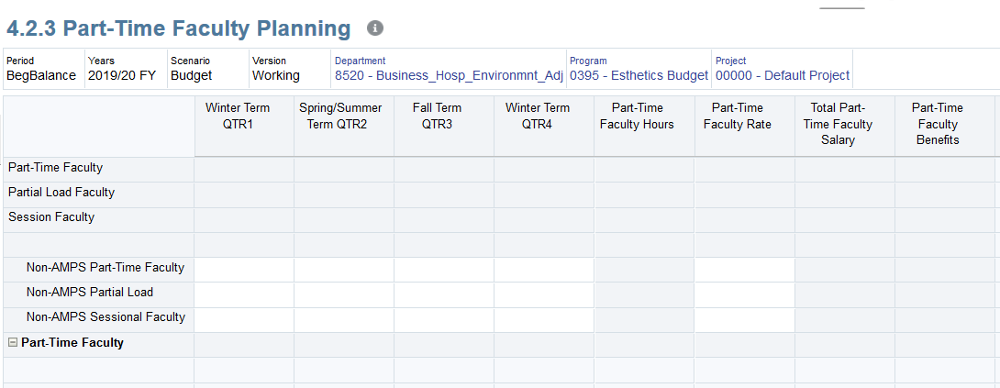 4.2.3 Part-Time Faculty Planning
Period Years Scenario Version Department Program Project
BegBalance 2019/20 FY Budget Working 8520 - Business_Hosp_Environmnt_Adj 0395 - Esthetics Budget 00000 - Default Project
Winter Term Spring/Summer Fall Term Winter Term Part-Time Part-Time Total Part- Part-Time
QTR1 Term QTR2 QTR3 QTR4 Faculty Hours Faculty Rate Time Faculty Faculty
Salary Benefits
Part-Time Faculty
Partial Load Faculty
Session Faculty
Non-AMPS Part-Time Faculty
Non-AMPS Partial Load
Non-AMPS Sessional Faculty
Part-Time Faculty